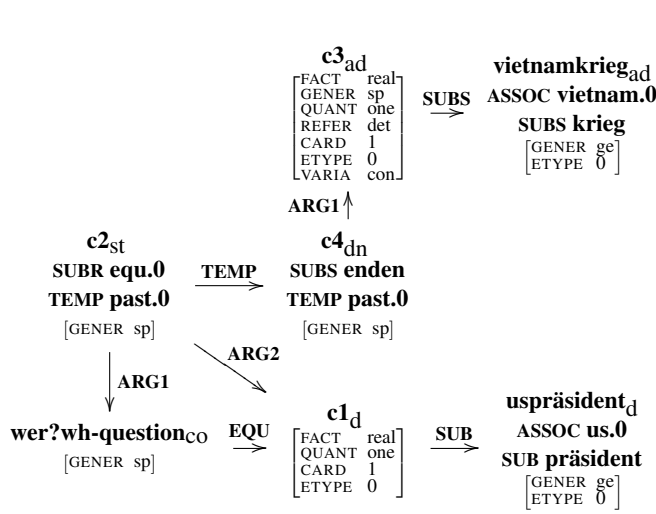 c3ad
FACT real
GENER sp
QUANT one
REFER det
CARD 1
ETYPE 0
VARIA con
SUBS
vietnamkriegad
ASSOC vietnam.0
SUBS krieg
GENER ge
ETYPE 0
ARG1
c2st
SUBR equ.0
TEMP past.0
[GENER sp]
TEMP
c4dn
SUBS enden
TEMP past.0
[GENER sp]
ARG1
ARG2
wer?wh-questionco
[GENER sp]
EQU
c1d
FACT real
QUANT one
CARD 1
ETYPE 0
SUB
uspräsidentd
ASSOC us.0
SUB präsident
GENER ge
ETYPE 0